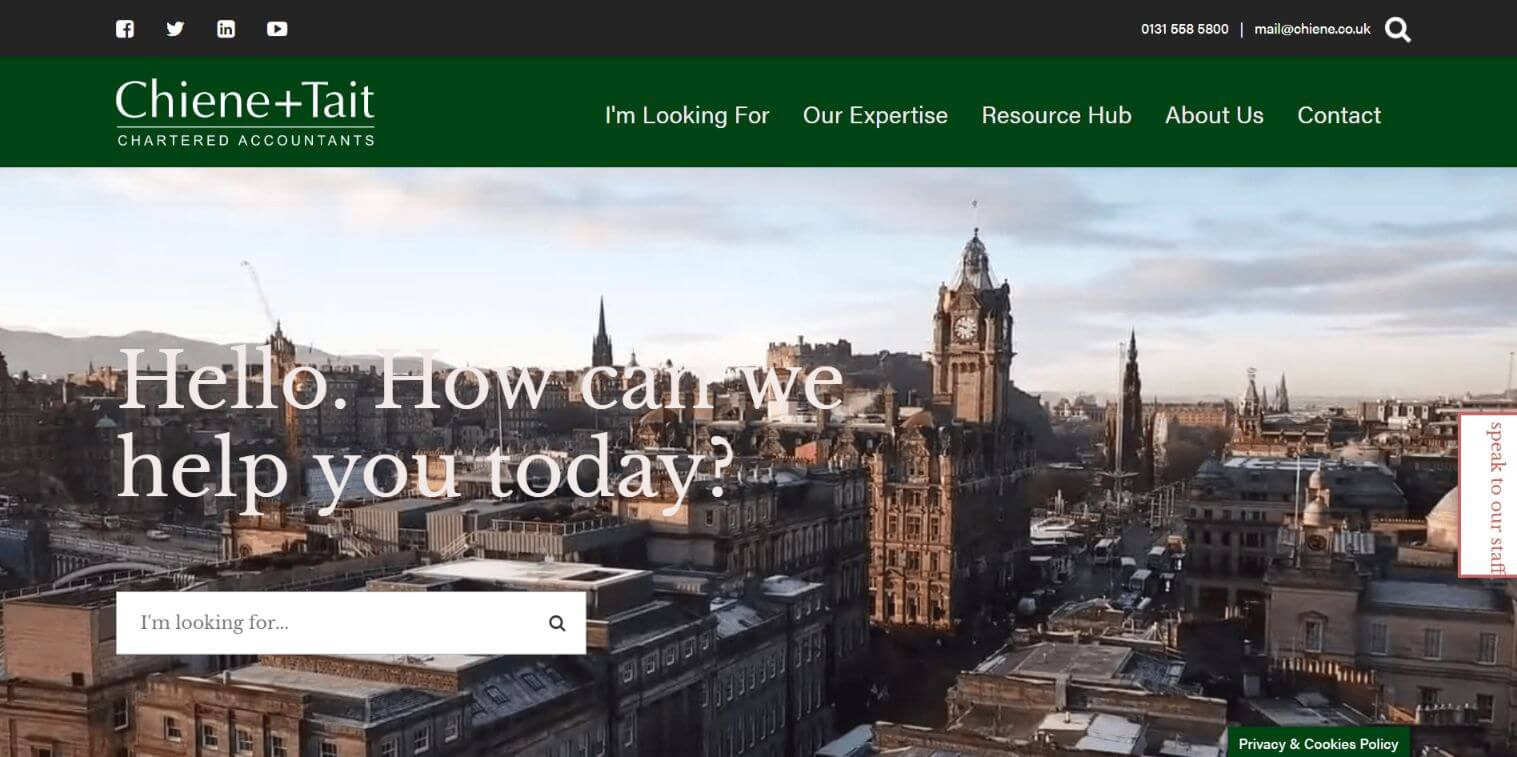 0131 558 5800 | mail@chiene.co.uk
Chiene+Tait
CHARTERED ACCOUNTANTS
I'm Looking For
Our Expertise
Resource Hub
About Us
Contact
Hello. How can we
help you today?
I'm looking for...
speak to our staff
Privacy & Cookies Policy